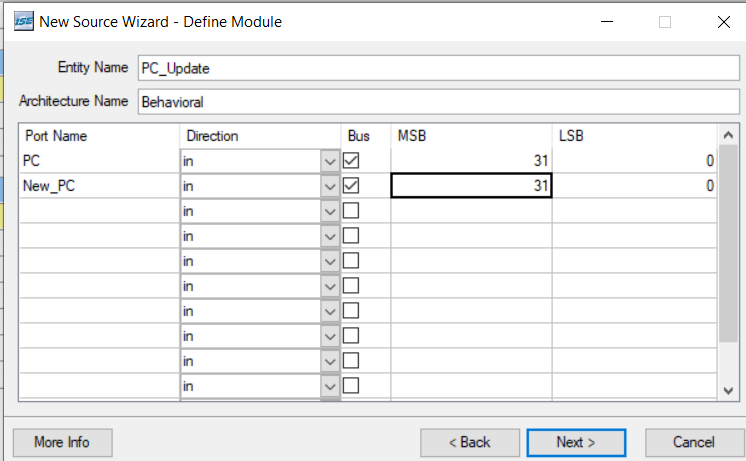 ISE New Source Wizard - Define Module
Entity Name PC_Update
Architecture Name Behavioral
Port Name Direction Bus MSB LSB
PC in 31 0
New_PC in 31 0
in
in
in
in
in
in
in
in
More Info < Back Next > Cancel